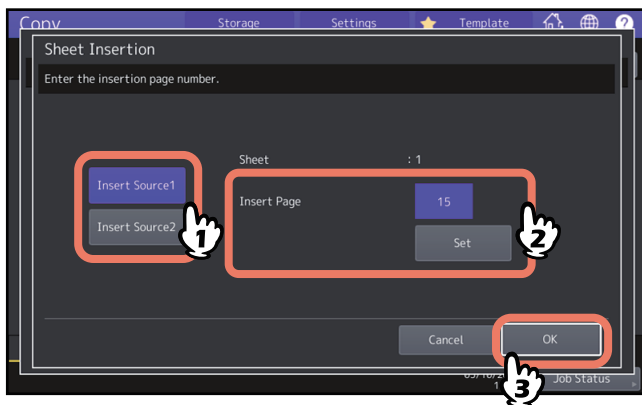 Copy Storage Settings Template ?
Sheet Insertion
Enter the insertion page number.
Sheet : 1
Insert Source1
Insert Page 15
Insert Source2
Set
1
2
Cancel OK
Job Status
3